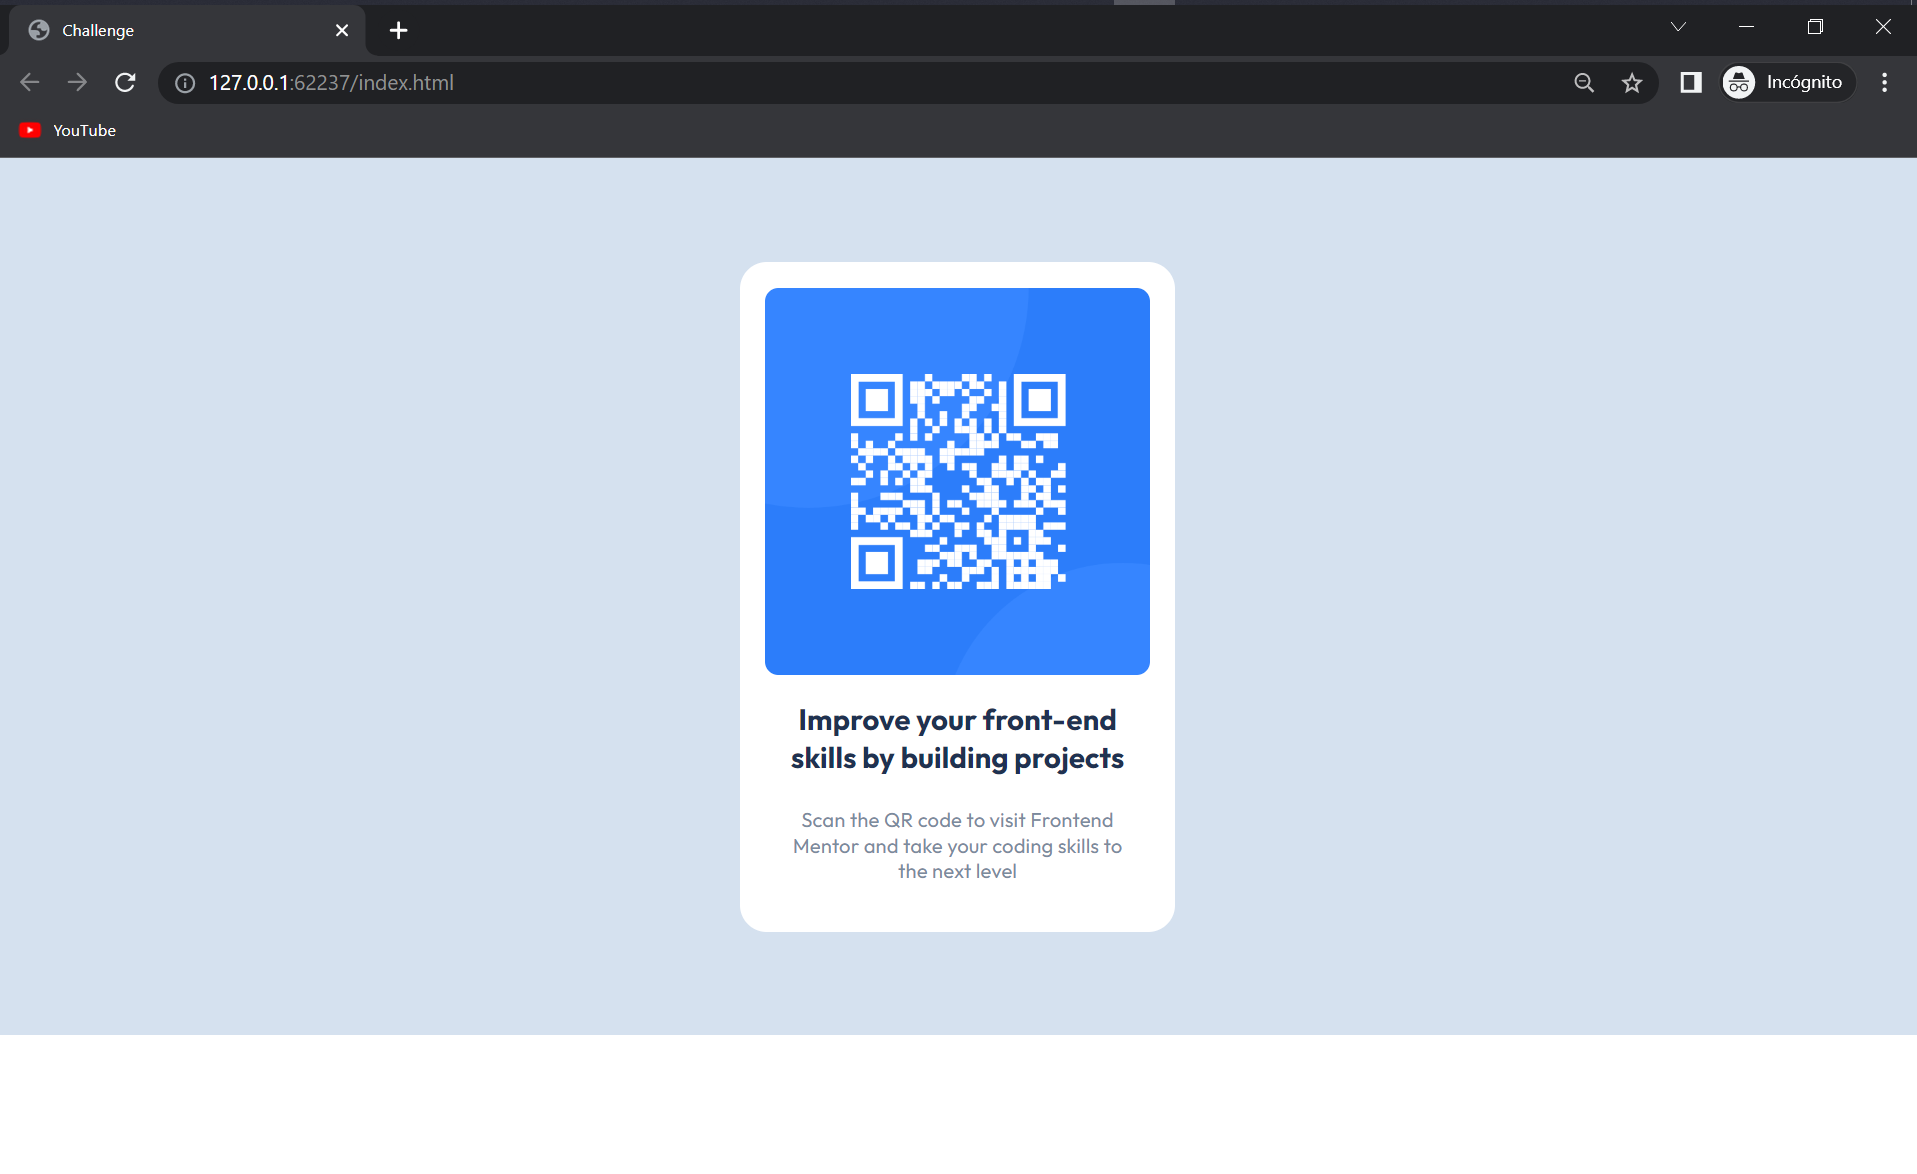 Challenge
127.0.0.1:62237/index.html
Incógnito
YouTube
Improve your front-end
skills by building projects
Scan the QR code to visit Frontend
Mentor and take your coding skills to
the next level